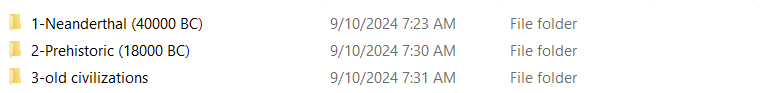 1-Neanderthal (40000 BC) 9/10/2024 7:23 AM File folder
2-Prehistoric (18000 BC) 9/10/2024 7:30 AM File folder
3-old civilizations 9/10/2024 7:31 AM File folder